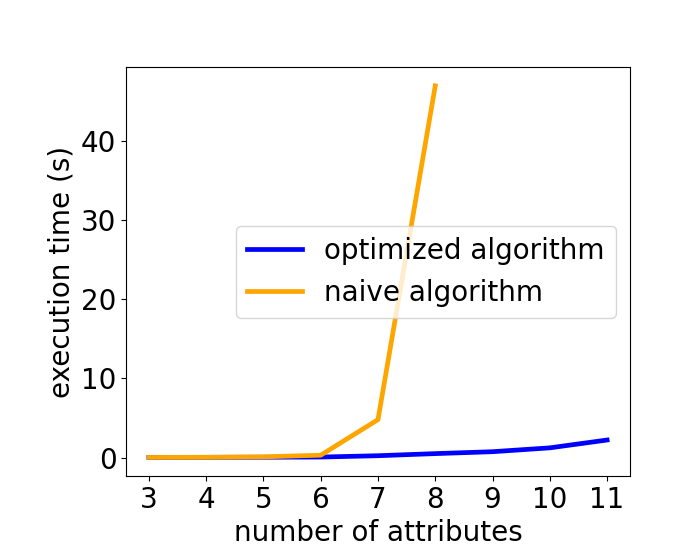 execution time (s)
40
30
20
10
0
optimized algorithm
naive algorithm
3 4 5 6 7 8 9 10 11
number of attributes